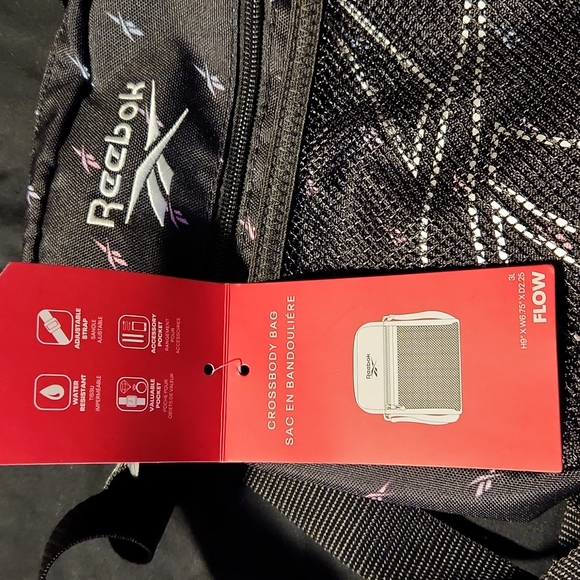 Reebok
ADJUSTABLE
STRAP
SANGLE
AJUSTABLE
ACCESSORY
POCKET
RANGEMENT
POUR
ACCESSOIRES
WATER
RESISTANT
TISSU
IMPERMÉABLE
VALUABLE
POCKET
POCHE POUR
OBJETS DE VALEUR
CROSSBODY BAG
SAC EN BANDOULIÈRE
Reebok
3L
FLOW
H9" X W6.75" X D2.25